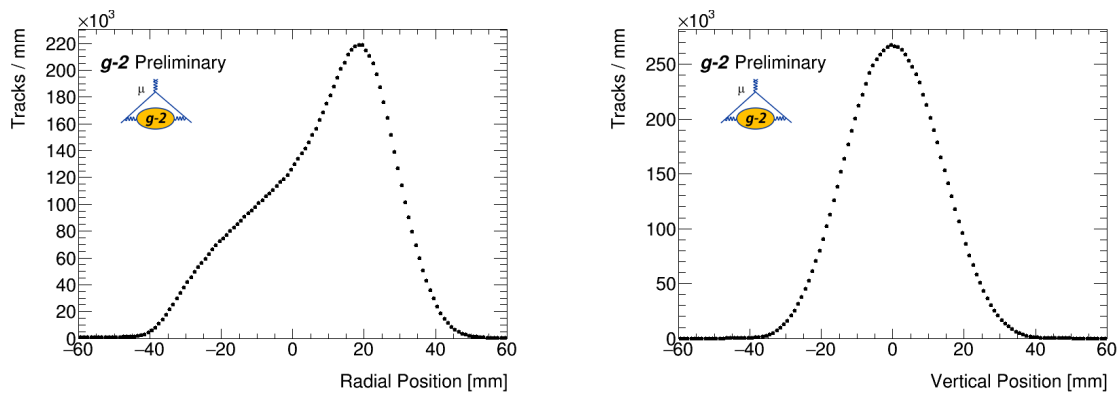 ×10³
220
200
180
160
140
120
100
80
60
40
20
0
−60 −40 −20 0 20 40 60
Tracks / mm
Radial Position [mm]
g-2 Preliminary
μ
g-2
×10³
250
200
150
100
50
0
−60 −40 −20 0 20 40 60
Tracks / mm
Vertical Position [mm]
g-2 Preliminary
μ
g-2